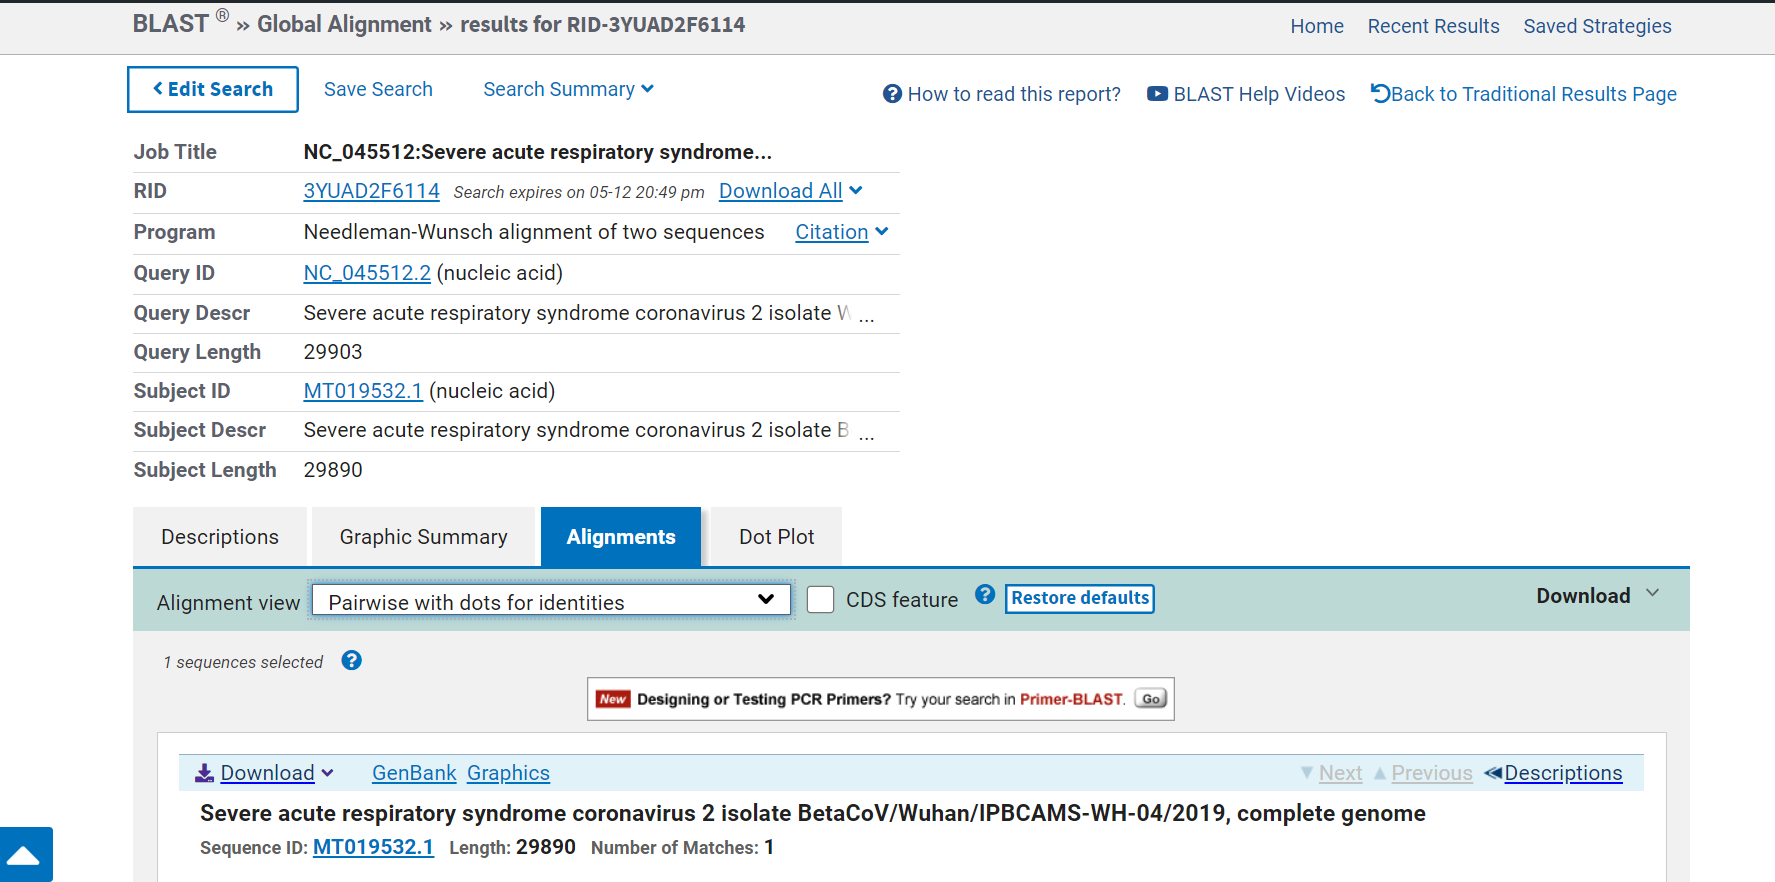 BLAST ® » Global Alignment » results for RID-3YUAD2F6114
Home Recent Results Saved Strategies
Edit Search Save Search Search Summary
How to read this report? BLAST Help Videos Back to Traditional Results Page
Job Title NC_045512:Severe acute respiratory syndrome...
RID 3YUAD2F6114 Search expires on 05-12 20:49 pm Download All
Program Needleman-Wunsch alignment of two sequences Citation
Query ID NC_045512.2 (nucleic acid)
Query Descr Severe acute respiratory syndrome coronavirus 2 isolate W ...
Query Length 29903
Subject ID MT019532.1 (nucleic acid)
Subject Descr Severe acute respiratory syndrome coronavirus 2 isolate B ...
Subject Length 29890
Descriptions Graphic Summary Alignments Dot Plot
Alignment view Pairwise with dots for identities CDS feature ? Restore defaults Download
1 sequences selected ?
New Designing or Testing PCR Primers? Try your search in Primer-BLAST. Go
Download GenBank Graphics Next Previous Descriptions
Severe acute respiratory syndrome coronavirus 2 isolate BetaCoV/Wuhan/IPBCAMS-WH-04/2019, complete genome
Sequence ID: MT019532.1 Length: 29890 Number of Matches: 1